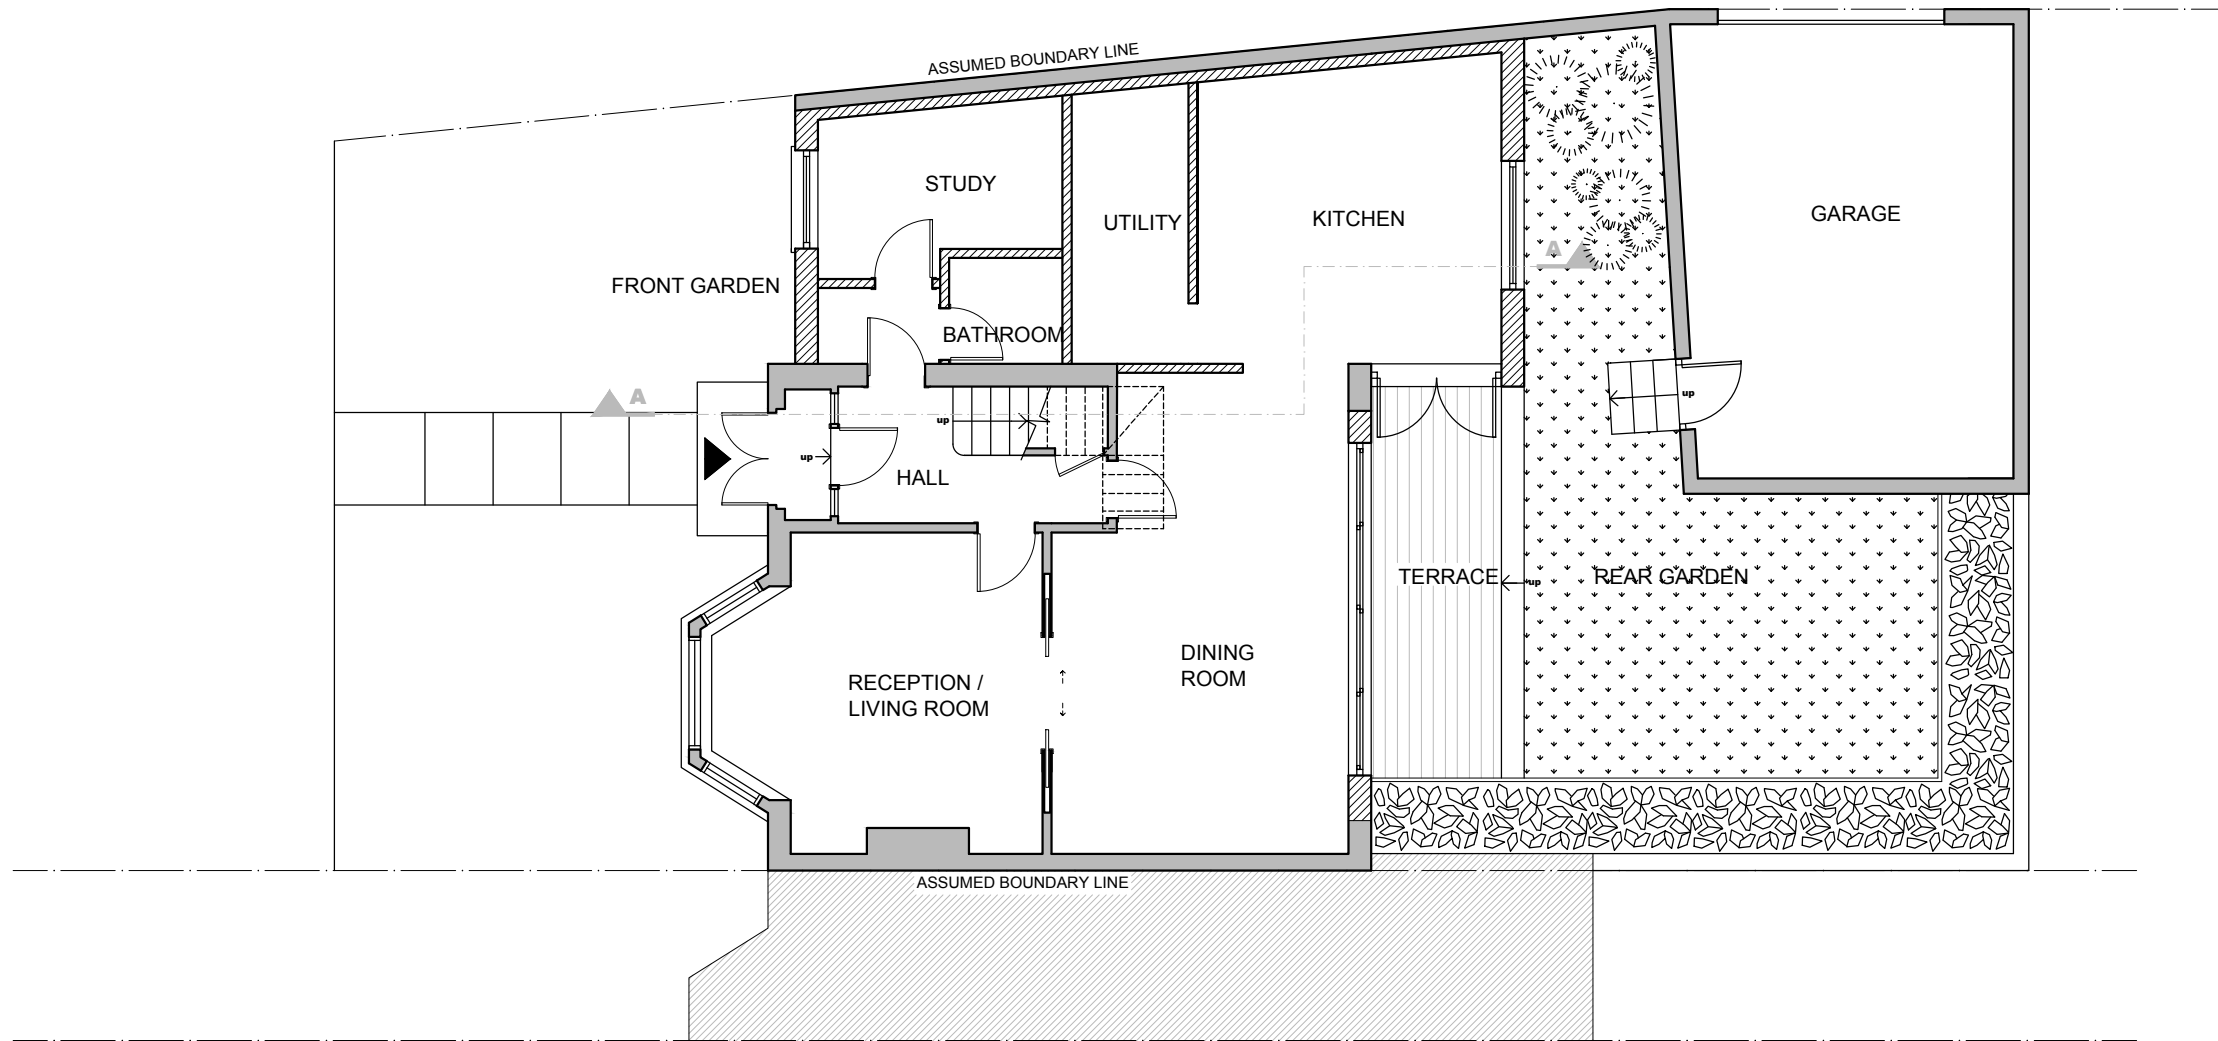 ASSUMED BOUNDARY LINE
STUDY
UTILITY
KITCHEN
GARAGE
A
FRONT GARDEN
BATHROOM
A
up
up
up
HALL
TERRACE
up
REAR GARDEN
DINING
ROOM
RECEPTION /
LIVING ROOM
ASSUMED BOUNDARY LINE